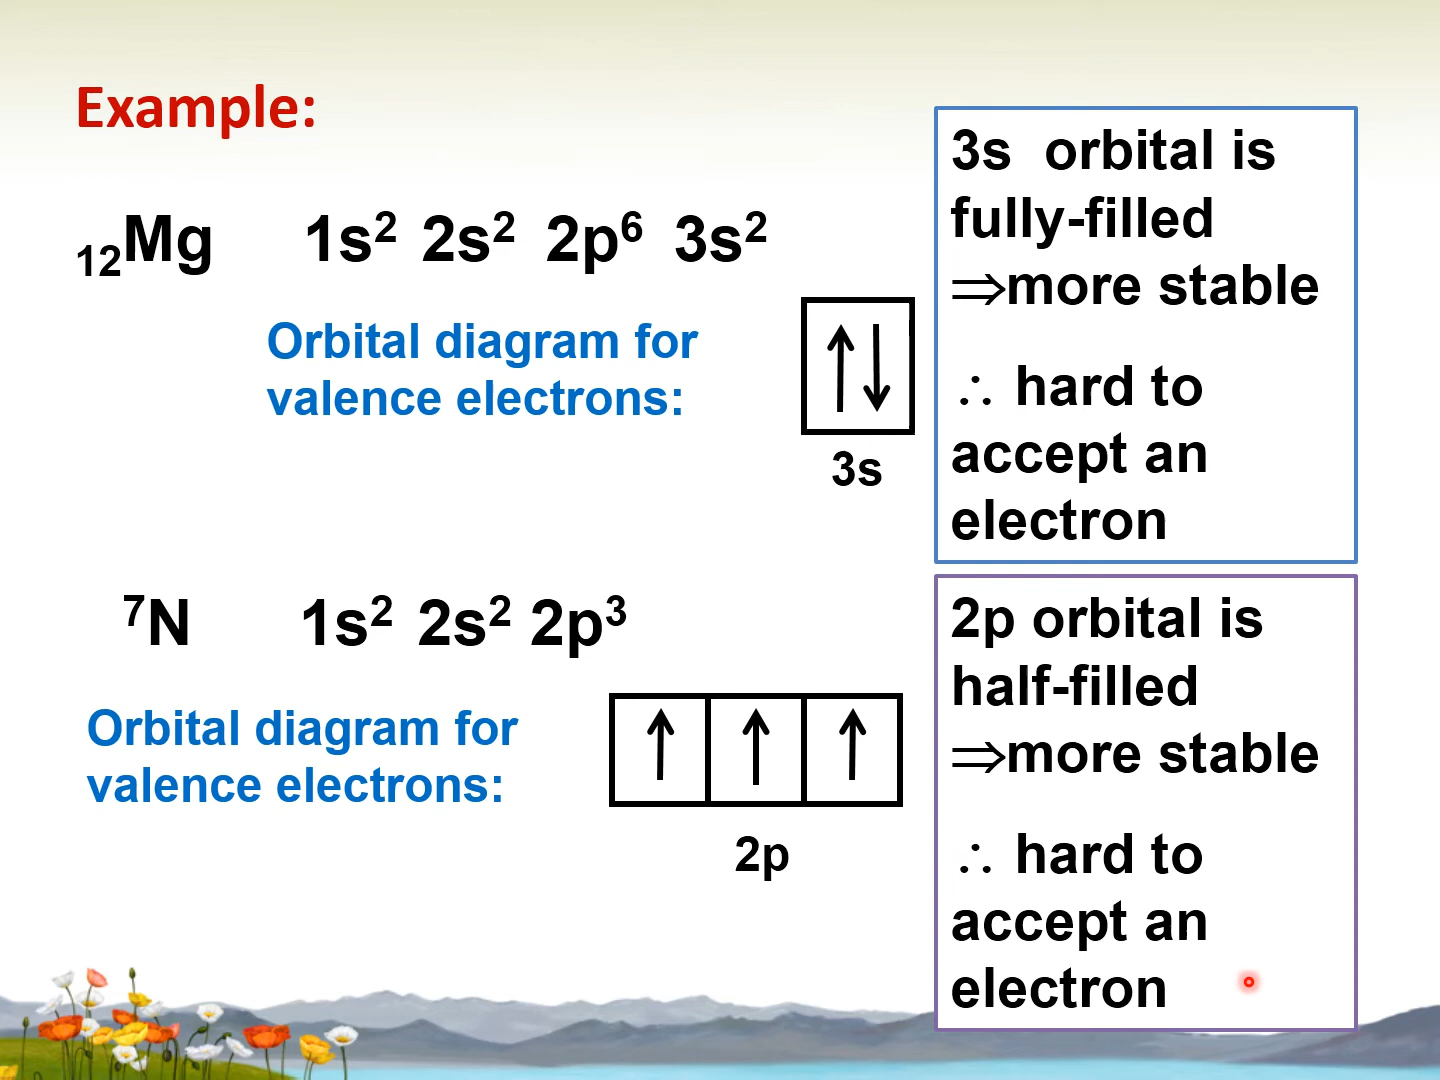 Example:
₁₂Mg 1s² 2s² 2p⁶ 3s²
Orbital diagram for
valence electrons:
3s
3s orbital is
fully-filled
⇒more stable
∴ hard to
accept an
electron
⁷N 1s² 2s² 2p³
Orbital diagram for
valence electrons:
2p
2p orbital is
half-filled
⇒more stable
∴ hard to
accept an
electron